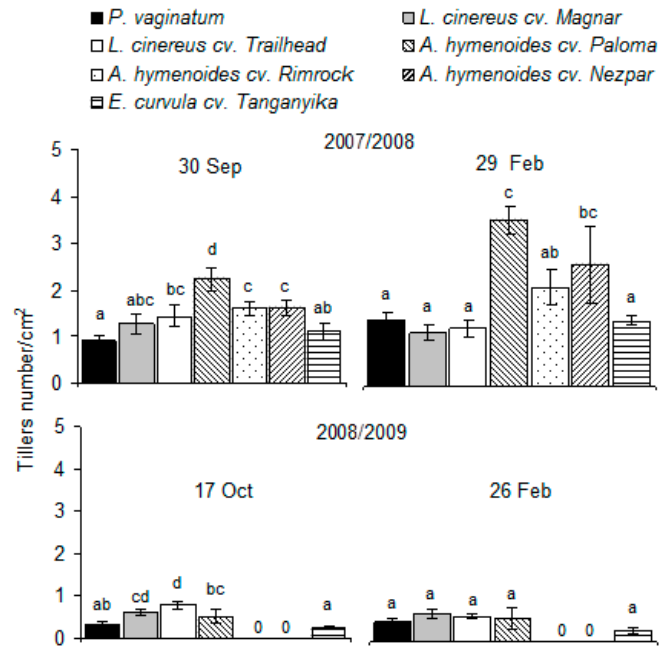 P. vaginatum
L. cinereus cv. Magnar
L. cinereus cv. Trailhead
A. hymenoides cv. Paloma
A. hymenoides cv. Rimrock
A. hymenoides cv. Nezpar
E. curvula cv. Tanganyika
Tillers number/cm²
2007/2008
30 Sep
29 Feb
5
4
3
2
1
0
a
abc
bc
d
c
c
ab
a
a
a
c
ab
bc
a
2008/2009
17 Oct
26 Feb
5
4
3
2
1
0
ab
cd
d
bc
0
0
a
a
a
a
a
0
0
a